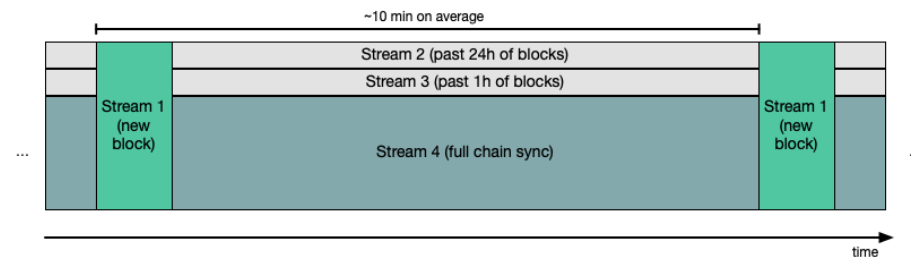 ~10 min on average
Stream 2 (past 24h of blocks)
Stream 3 (past 1h of blocks)
Stream 1
(new
block)
Stream 1
(new
block)
Stream 4 (full chain sync)
...
time